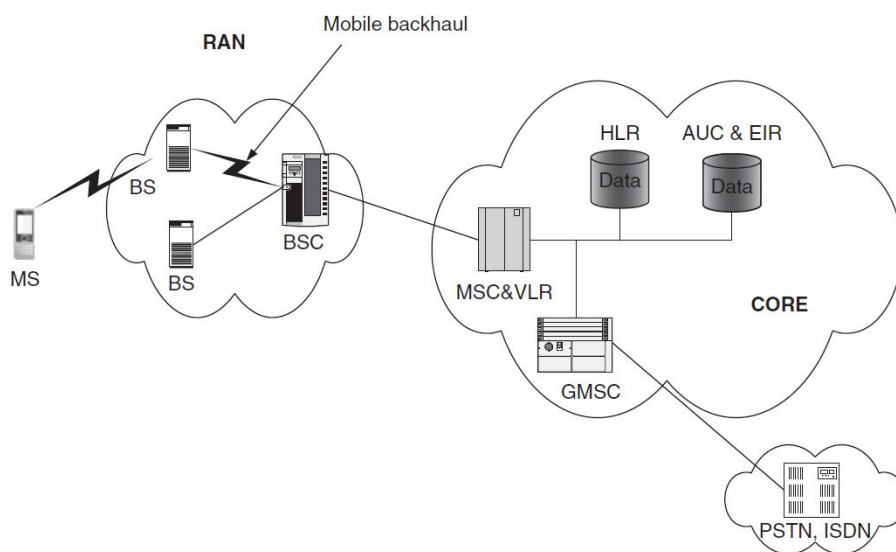 Mobile backhaul
RAN
HLR
AUC & EIR
Data
Data
BS
BS
BSC
MS
MSC&VLR
CORE
GMSC
PSTN, ISDN